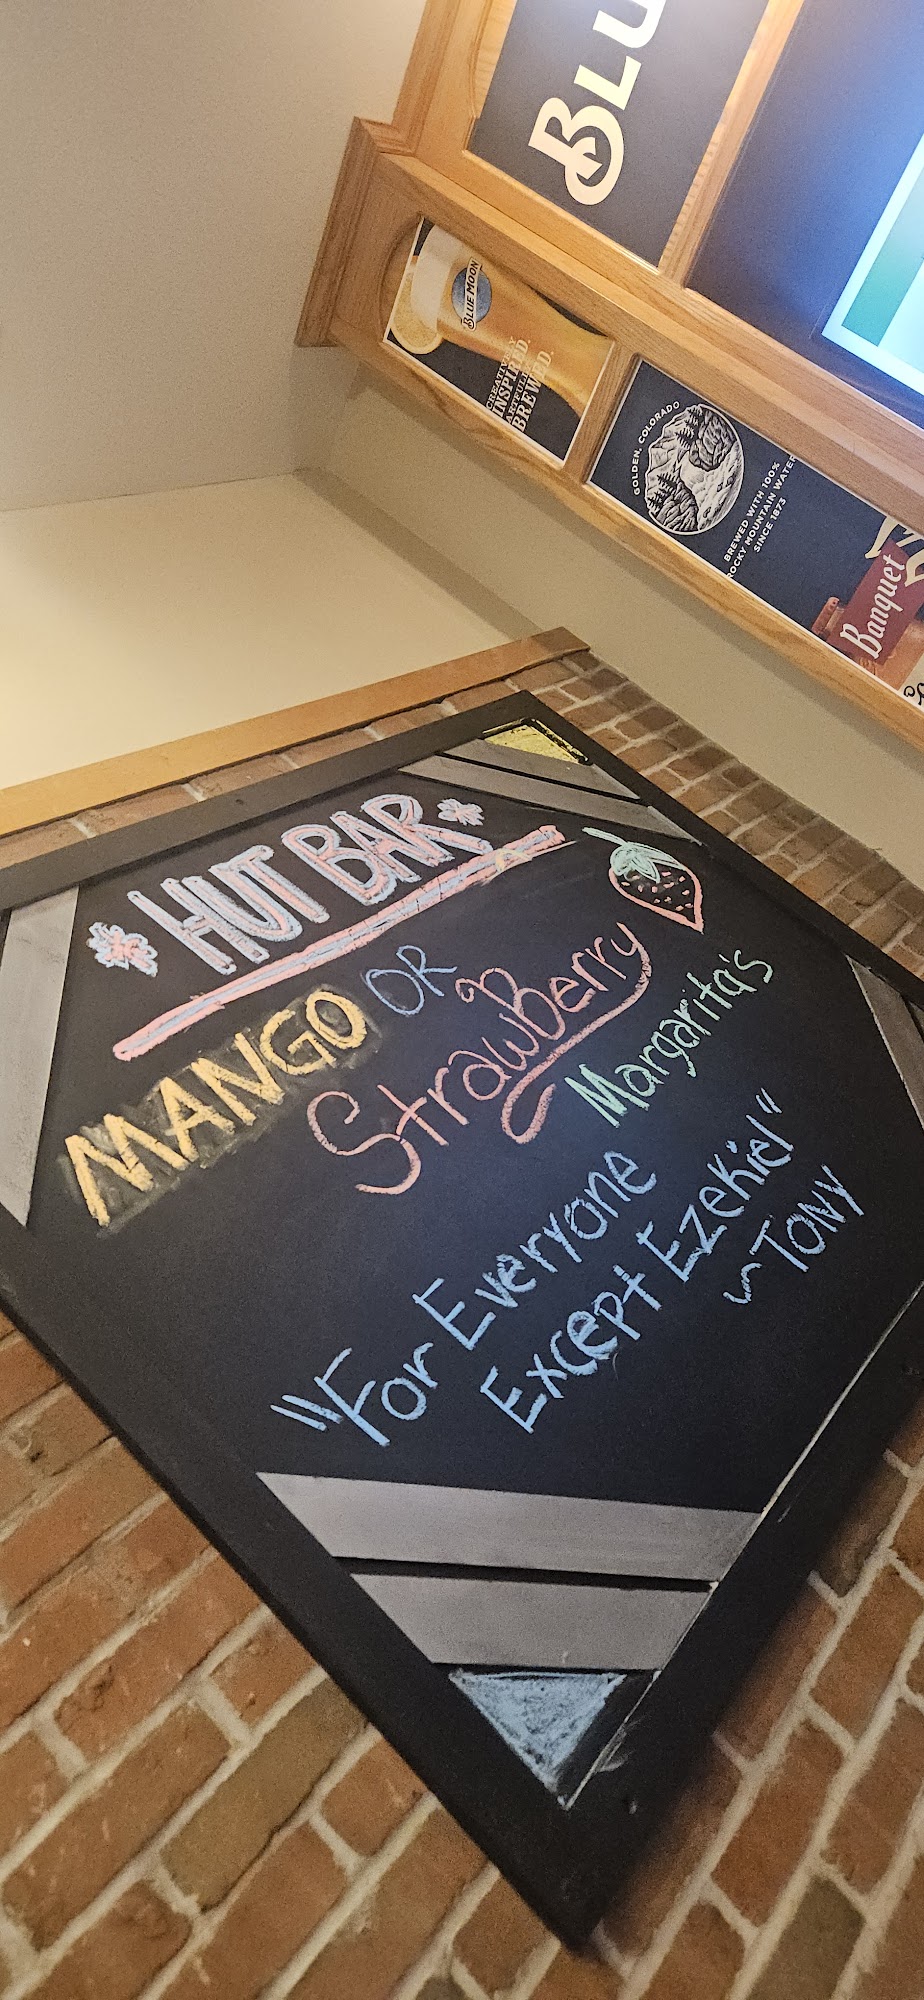 BLU
BLUE MOON
CREATIVELY
INSPIRED.
ARTFULLY
BREWED.
GOLDEN, COLORADO
BREWED WITH 100%
ROCKY MOUNTAIN WATER
SINCE 1873
Banquet
HUT BAR
MANGO OR
StrawBerry
Margarita's
"For Everyone
Except Ezekiel"
~TONY